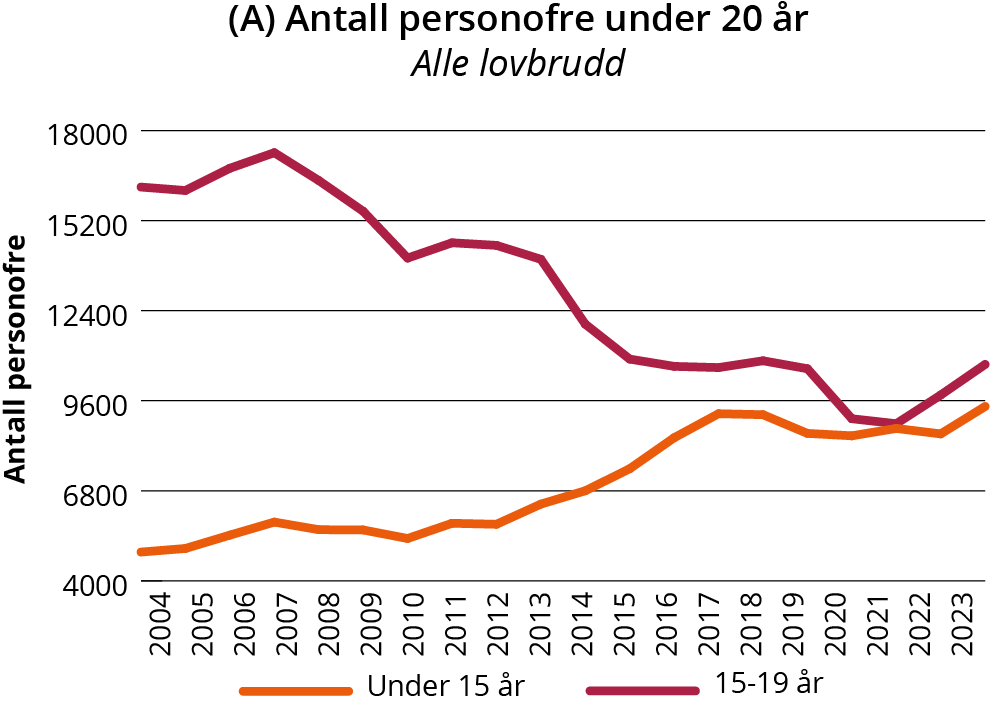 (A) Antall personofre under 20 år
Alle lovbrudd
Antall personofre
18000
15200
12400
9600
6800
4000
2004 2005 2006 2007 2008 2009 2010 2011 2012 2013 2014 2015 2016 2017 2018 2019 2020 2021 2022 2023
Under 15 år 15-19 år